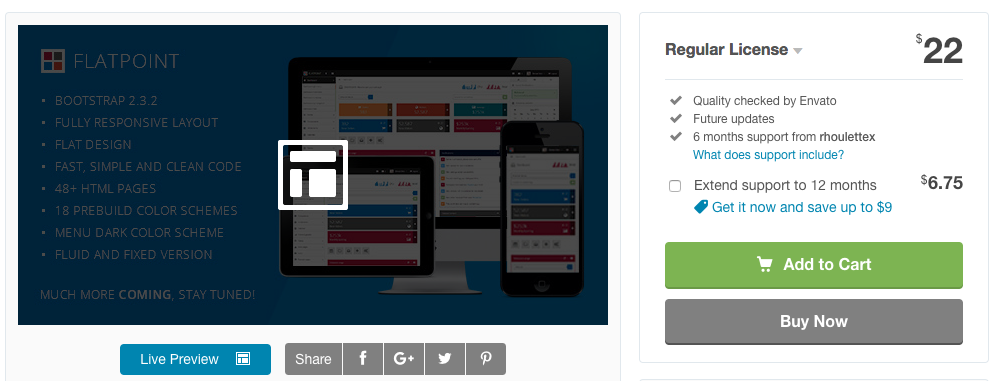 FLATPOINT
BOOTSTRAP 2.3.2
FULLY RESPONSIVE LAYOUT
FLAT DESIGN
FAST, SIMPLE AND CLEAN CODE
48+ HTML PAGES
18 PREBUILD COLOR SCHEMES
MENU DARK COLOR SCHEME
FLUID AND FIXED VERSION
MUCH MORE COMING, STAY TUNED!
Live Preview
Share
Regular License
$22
Quality checked by Envato
Future updates
6 months support from rhoulettex
What does support include?
Extend support to 12 months $6.75
Get it now and save up to $9
Add to Cart
Buy Now